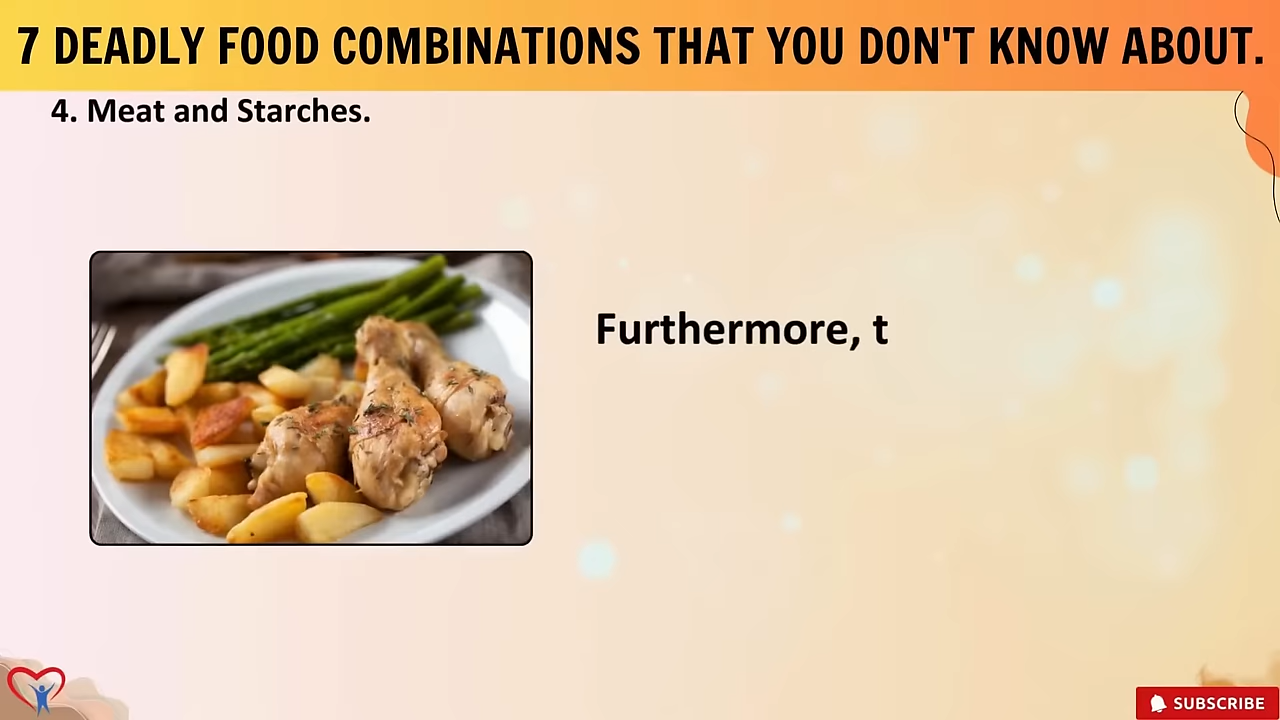 7 DEADLY FOOD COMBINATIONS THAT YOU DON'T KNOW ABOUT.
4. Meat and Starches.
Furthermore, t
SUBSCRIBE